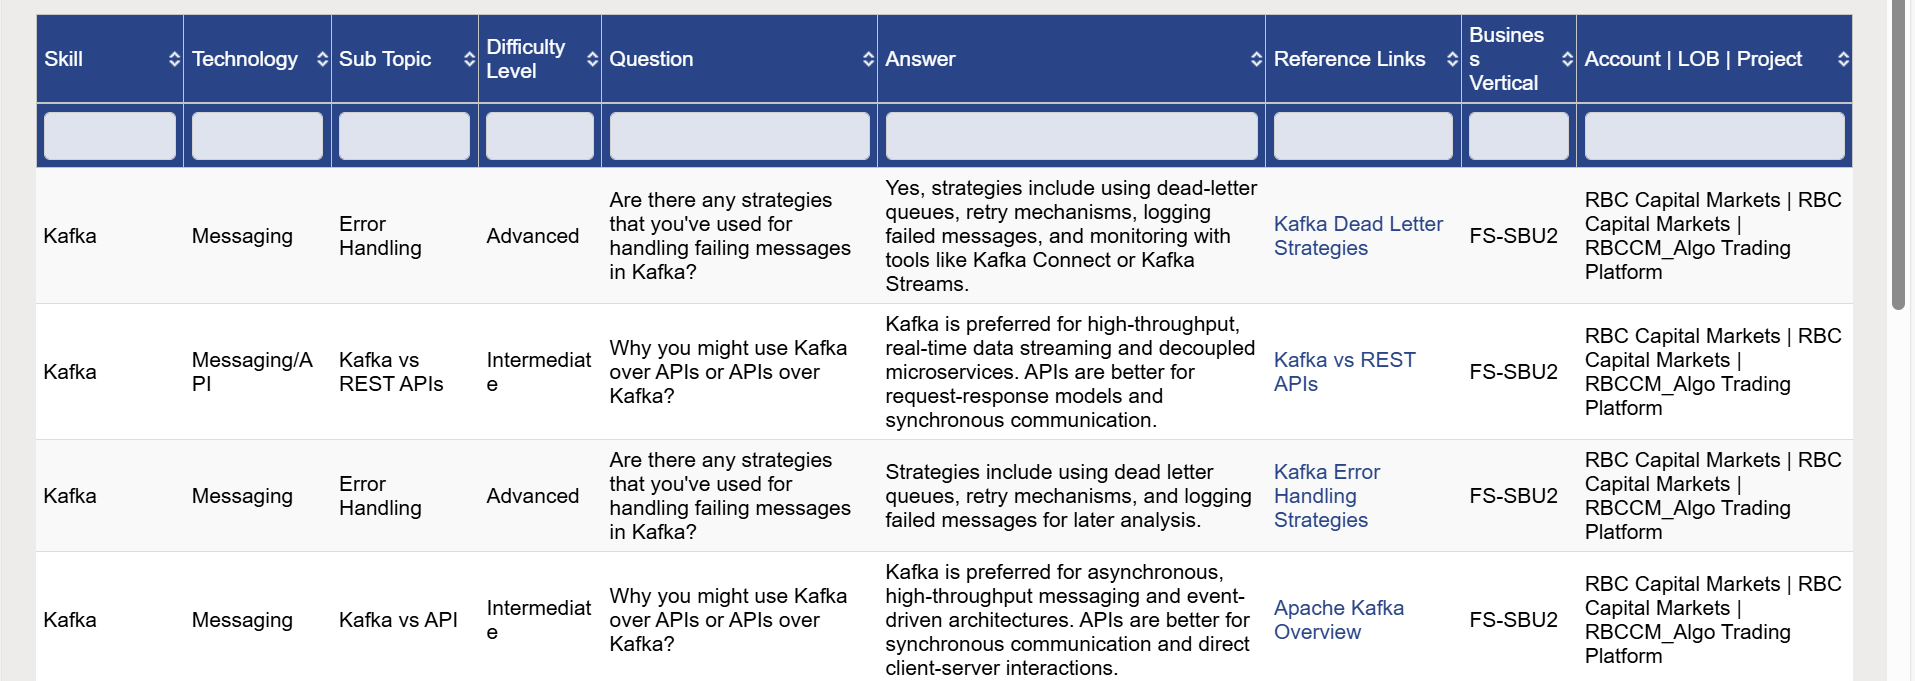 Skill
Technology
Sub Topic
Difficulty
Level
Question
Answer
Reference Links
Busines
s
Vertical
Account | LOB | Project
Kafka
Messaging
Error
Handling
Advanced
Are there any strategies
that you've used for
handling failing messages
in Kafka?
Yes, strategies include using dead-letter
queues, retry mechanisms, logging
failed messages, and monitoring with
tools like Kafka Connect or Kafka
Streams.
Kafka Dead Letter
Strategies
FS-SBU2
RBC Capital Markets | RBC
Capital Markets |
RBCCM_Algo Trading
Platform
Kafka
Messaging/A
PI
Kafka vs
REST APIs
Intermediat
e
Why you might use Kafka
over APIs or APIs over
Kafka?
Kafka is preferred for high-throughput,
real-time data streaming and decoupled
microservices. APIs are better for
request-response models and
synchronous communication.
Kafka vs REST
APIs
FS-SBU2
RBC Capital Markets | RBC
Capital Markets |
RBCCM_Algo Trading
Platform
Kafka
Messaging
Error
Handling
Advanced
Are there any strategies
that you've used for
handling failing messages
in Kafka?
Strategies include using dead letter
queues, retry mechanisms, and logging
failed messages for later analysis.
Kafka Error
Handling
Strategies
FS-SBU2
RBC Capital Markets | RBC
Capital Markets |
RBCCM_Algo Trading
Platform
Kafka
Messaging
Kafka vs API
Intermediat
e
Why you might use Kafka
over APIs or APIs over
Kafka?
Kafka is preferred for asynchronous,
high-throughput messaging and event-
driven architectures. APIs are better for
synchronous communication and direct
client-server interactions.
Apache Kafka
Overview
FS-SBU2
RBC Capital Markets | RBC
Capital Markets |
RBCCM_Algo Trading
Platform